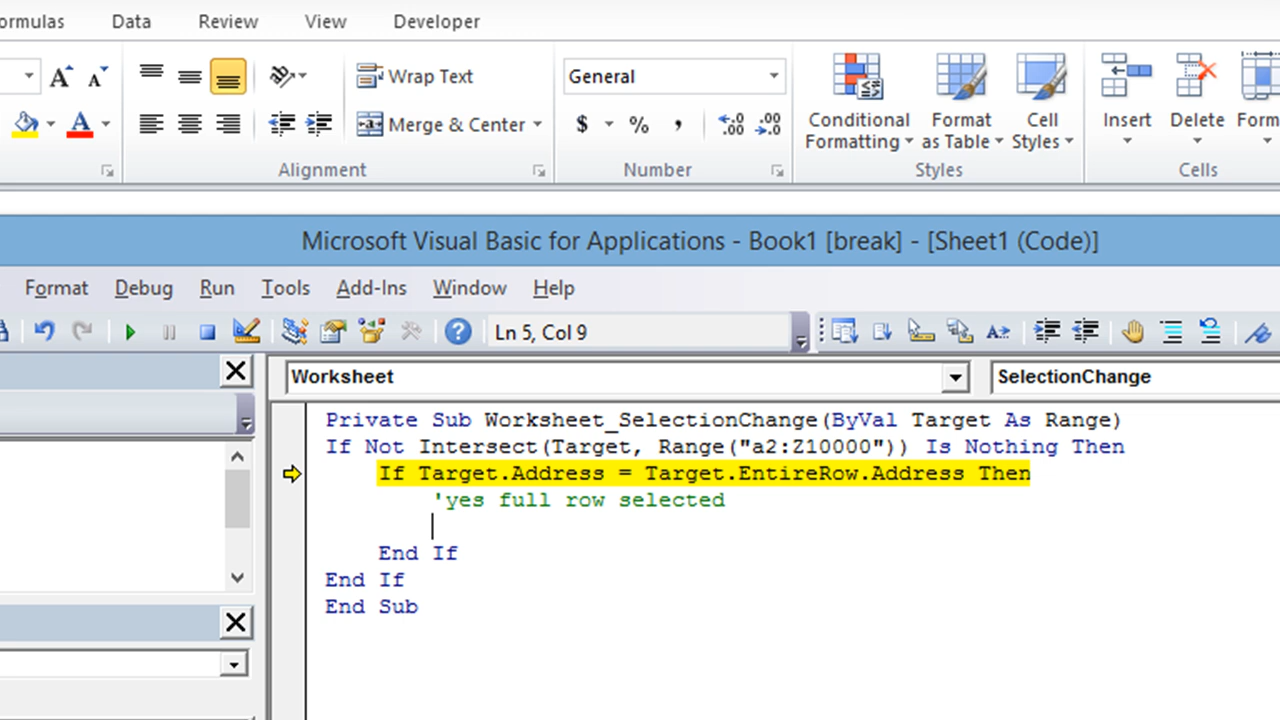 ormulas Data Review View Developer
A A Wrap Text General
A Merge & Center $ % , .00 .00 Conditional Formatting Format as Table Cell Styles Insert Delete Form
Alignment Number Styles Cells
Microsoft Visual Basic for Applications - Book1 [break] - [Sheet1 (Code)]
Format Debug Run Tools Add-Ins Window Help
Ln 5, Col 9
Worksheet SelectionChange
Private Sub Worksheet_SelectionChange(ByVal Target As Range)
If Not Intersect(Target, Range("a2:Z10000")) Is Nothing Then
If Target.Address = Target.EntireRow.Address Then
'yes full row selected
End If
End If
End Sub